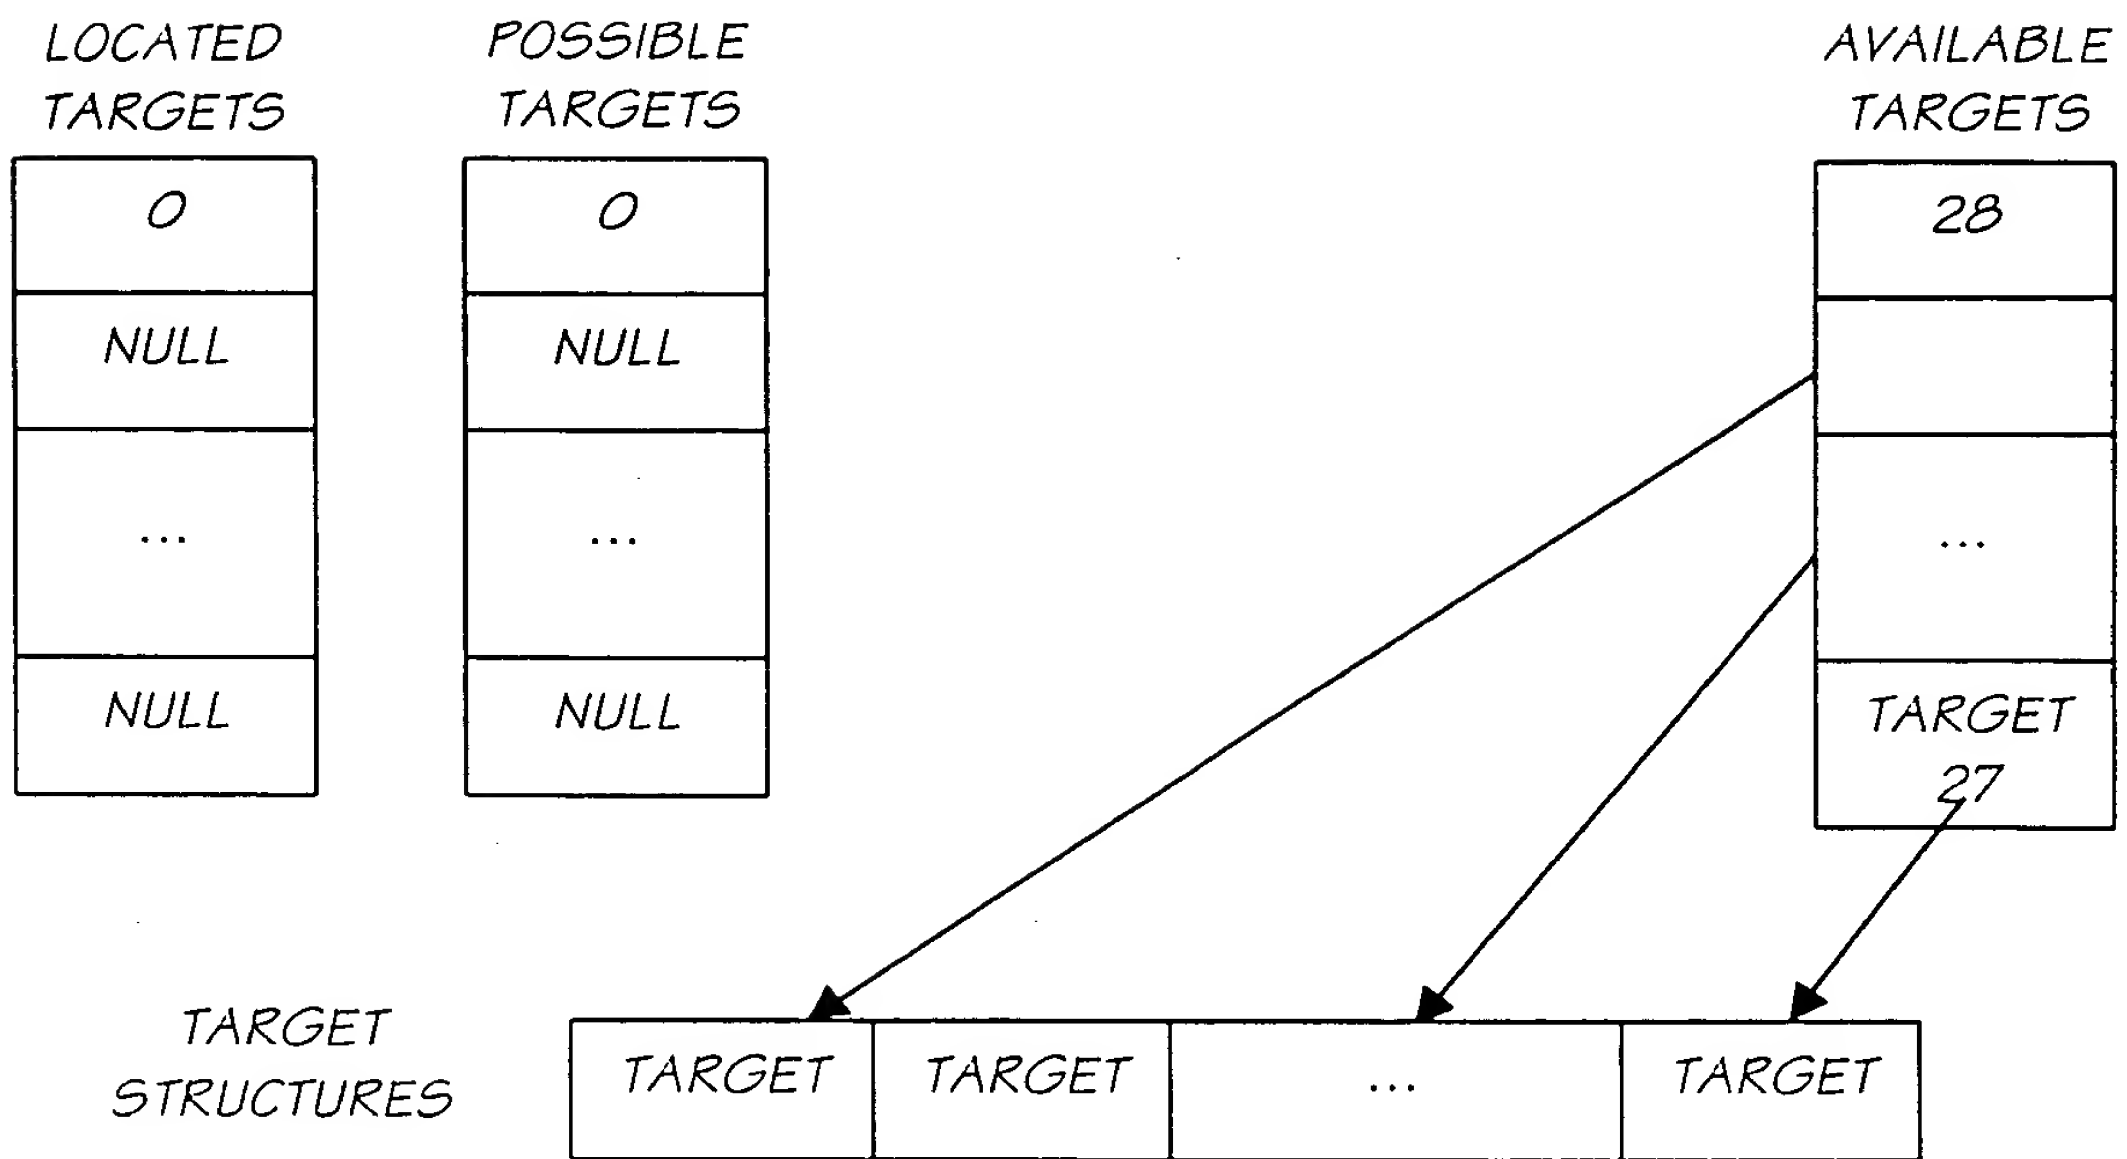 LOCATED
TARGETS
0
NULL
...
NULL
POSSIBLE
TARGETS
0
NULL
...
NULL
AVAILABLE
TARGETS
28
...
TARGET
27
TARGET
STRUCTURES
TARGET
TARGET
...
TARGET